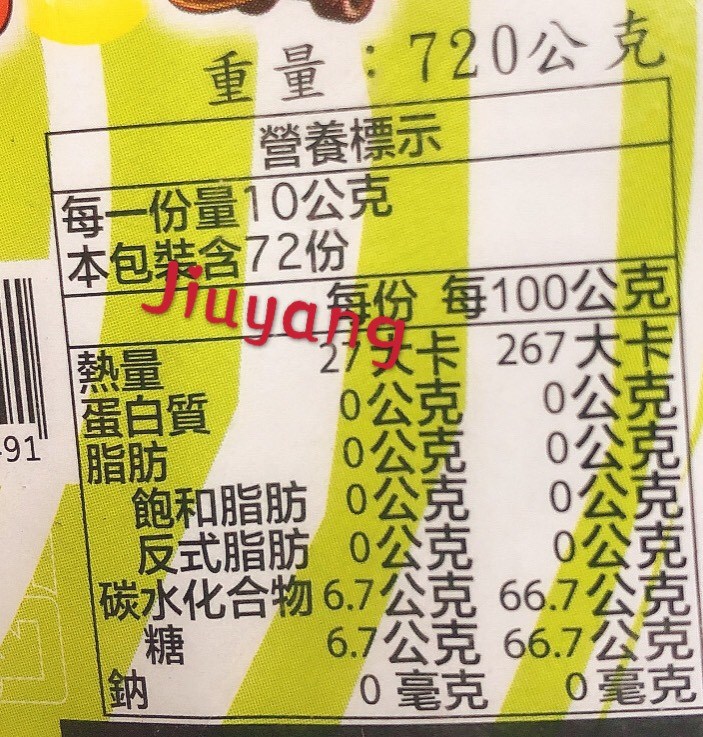 重量：720公克
營養標示
每一份量10公克
本包裝含72份
Jiuyang
每份 每100公克
熱量 27大卡 267大卡
蛋白質 0公克 0公克
脂肪 0公克 0公克
飽和脂肪 0公克 0公克
反式脂肪 0公克 0公克
碳水化合物 6.7公克 66.7公克
糖 6.7公克 66.7公克
鈉 0毫克 0毫克
91